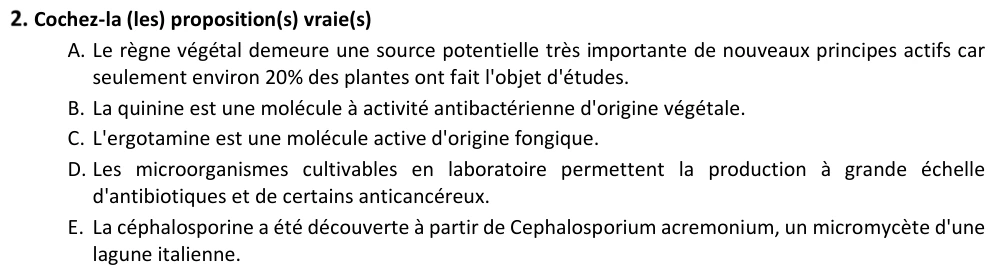 2. Cochez-la (les) proposition(s) vraie(s)
A. Le règne végétal demeure une source potentielle très importante de nouveaux principes actifs car
seulement environ 20% des plantes ont fait l'objet d'études.
B. La quinine est une molécule à activité antibactérienne d'origine végétale.
C. L'ergotamine est une molécule active d'origine fongique.
D. Les microorganismes cultivables en laboratoire permettent la production à grande échelle
d'antibiotiques et de certains anticancéreux.
E. La céphalosporine a été découverte à partir de Cephalosporium acremonium, un micromycète d'une
lagune italienne.